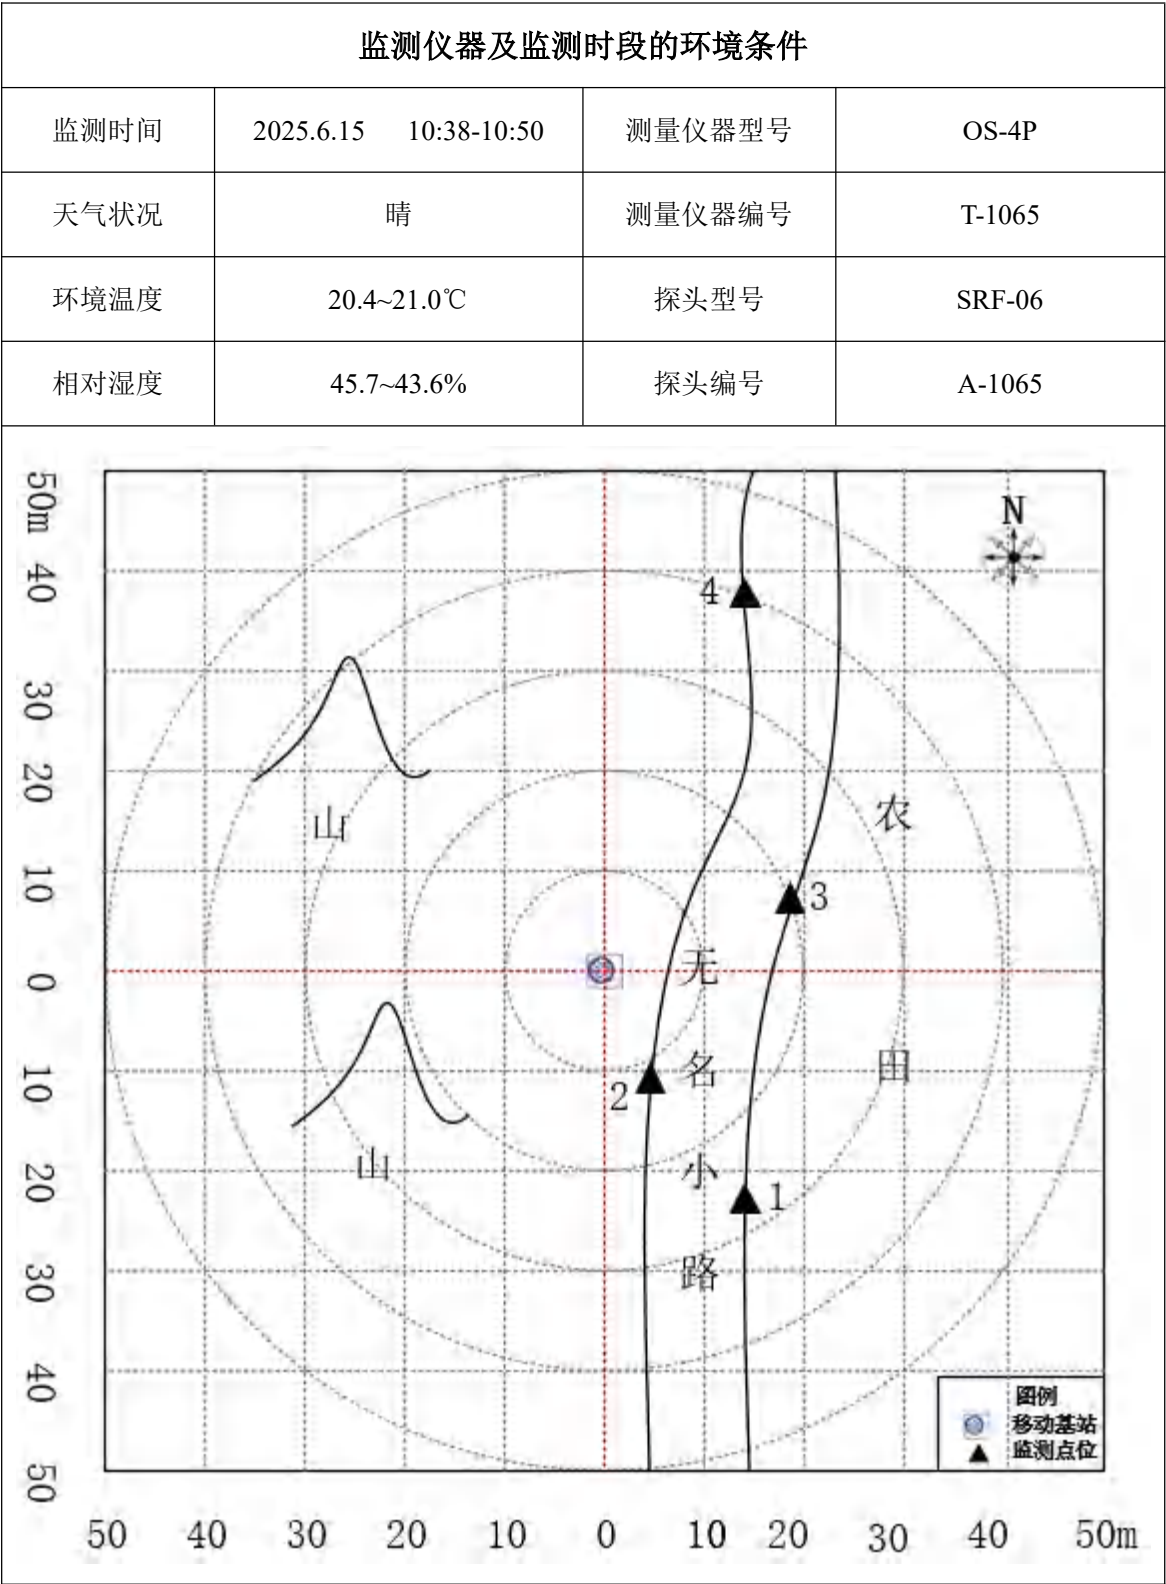 监测仪器及监测时段的环境条件
监测时间 2025.6.15 10:38-10:50 测量仪器型号 OS-4P
天气状况 晴 测量仪器编号 T-1065
环境温度 20.4~21.0℃ 探头型号 SRF-06
相对湿度 45.7~43.6% 探头编号 A-1065
50m
40
30
20
10
0
10
20
30
40
50
N
4
山
农
3
无
田
名
2
山
小
1
路
图例
移动基站
监测点位
50 40 30 20 10 0 10 20 30 40 50m